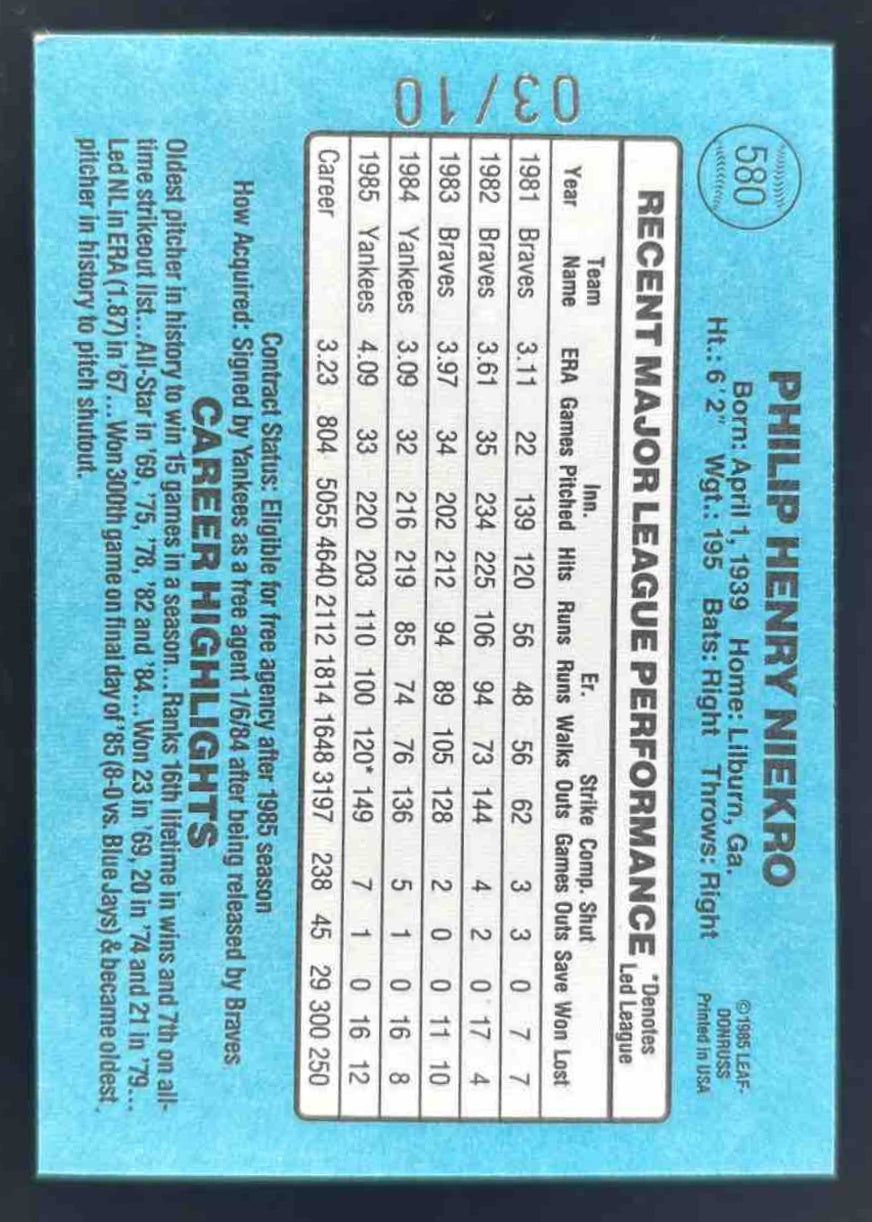 03/10
580
PHILIP HENRY NIEKRO
Born: April 1, 1939 Home: Lilburn, Ga.
Ht.: 6'2" Wgt.: 195 Bats: Right Throws: Right
© 1985 LEAF-
DONRUSS
Printed in USA
RECENT MAJOR LEAGUE PERFORMANCE
*Denotes
Led League
Team Inn. Er. Strike Comp. Shut
Year Name ERA Games Pitched Hits Runs Runs Walks Outs Games Outs Save Won Lost
1981 Braves 3.11 22 139 120 56 48 56 62 3 3 0 7 7
1982 Braves 3.61 35 234 225 106 94 73 144 4 2 0 17 4
1983 Braves 3.97 34 202 212 94 89 105 128 2 0 0 11 10
1984 Yankees 3.09 32 216 219 85 74 76 136 5 1 0 16 8
1985 Yankees 4.09 33 220 203 110 100 120* 149 7 1 0 16 12
Career 3.23 804 5055 4640 2112 1814 1648 3197 238 45 29 300 250
Contract Status: Eligible for free agency after 1985 season
How Acquired: Signed by Yankees as a free agent 1/6/84 after being released by Braves
CAREER HIGHLIGHTS
Oldest pitcher in history to win 15 games in a season... Ranks 16th lifetime in wins and 7th on all-
time strikeout list... All-Star in '69, '75, '78, '82 and '84... Won 23 in '69, 20 in '74 and 21 in '79...
Led NL in ERA (1.87) in '67... Won 300th game on final day of '85 (8-0 vs. Blue Jays) & became oldest
pitcher in history to pitch shutout.